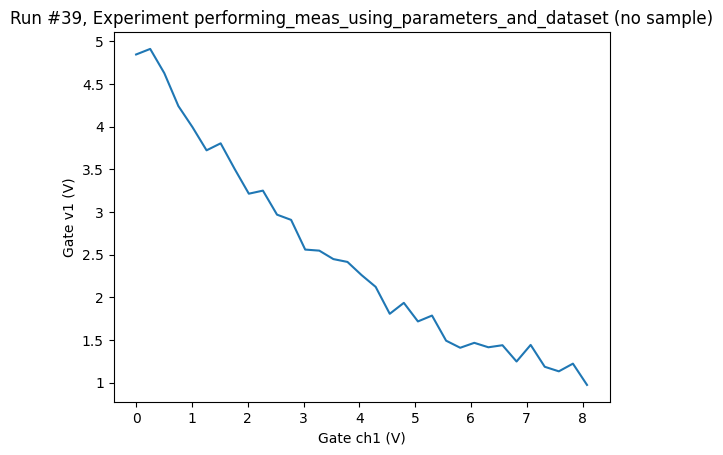 Run #39, Experiment performing_meas_using_parameters_and_dataset (no sample)
5
4.5
4
3.5
3
2.5
2
1.5
1
Gate v1 (V)
0 1 2 3 4 5 6 7 8
Gate ch1 (V)